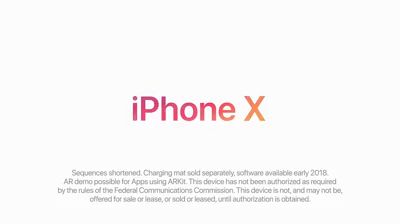 iPhone X
Sequences shortened. Charging mat sold separately, software available early 2018.
AR demo possible for Apps using ARKit. This device has not been authorized as required
by the rules of the Federal Communications Commission. This device is not, and may not be,
offered for sale or lease, or sold or leased, until authorization is obtained.